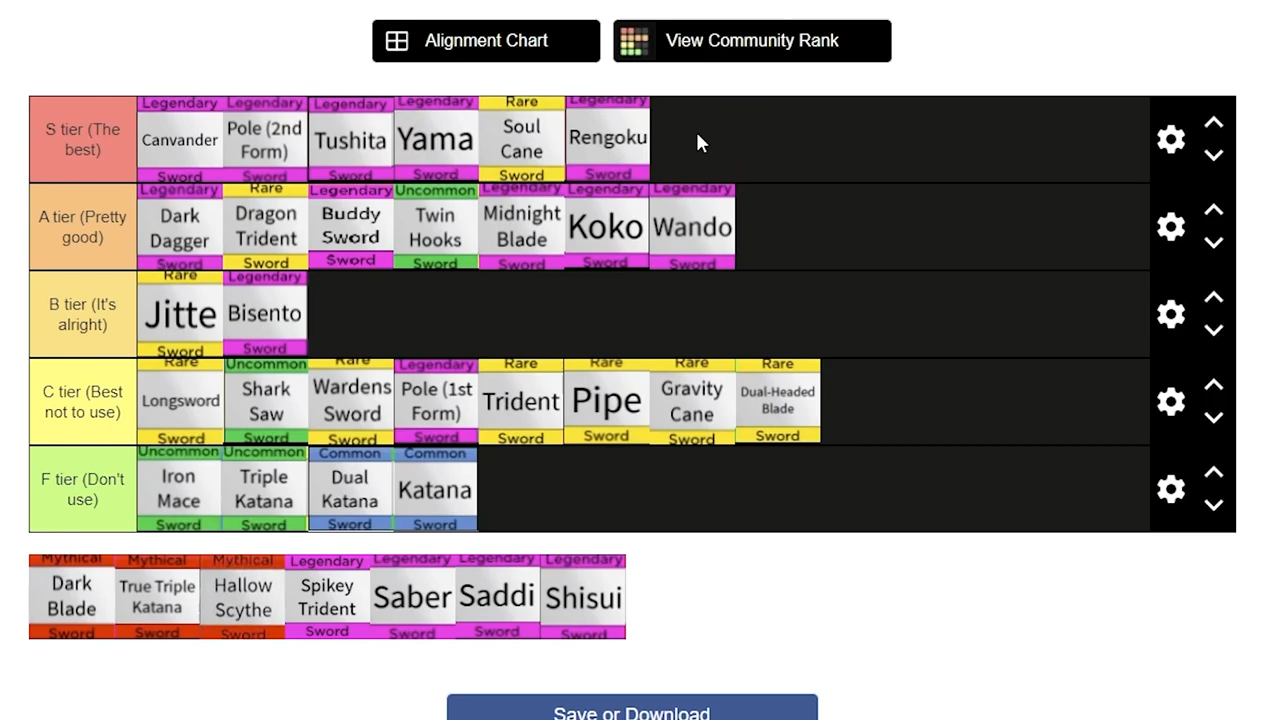 Alignment Chart
View Community Rank
S tier (The
best)
Legendary
Canvander
Sword
Legendary
Pole (2nd
Form)
Sword
Legendary
Tushita
Legendary
Yama
Sword
Rare
Soul
Cane
Sword
Legendary
Rengoku
Sword
A tier (Pretty
good)
Legendary
Dark
Dagger
Sword
Rare
Dragon
Trident
Sword
Legendary
Buddy
Sword
Sword
Uncommon
Twin
Hooks
Sword
Legendary
Midnight
Blade
Sword
Legendary
Koko
Sword
Legendary
Wando
Sword
B tier (It's
alright)
Rare
Jitte
Sword
Legendary
Bisento
Sword
C tier (Best
not to use)
Rare
Longsword
Sword
Uncommon
Shark
Saw
Sword
Rare
Wardens
Sword
Sword
Legendary
Pole (1st
Form)
Sword
Rare
Trident
Sword
Rare
Pipe
Sword
Rare
Gravity
Cane
Sword
Rare
Dual-Headed
Blade
Sword
F tier (Don't
use)
Uncommon
Iron
Mace
Sword
Uncommon
Triple
Katana
Sword
Common
Dual
Katana
Sword
Common
Katana
Sword
Mythical
Dark
Blade
Sword
Mythical
True Triple
Katana
Sword
Mythical
Hallow
Scythe
Sword
Legendary
Spikey
Trident
Sword
Legendary
Saber
Sword
Legendary
Saddi
Sword
Legendary
Shisui
Sword
Save or Download